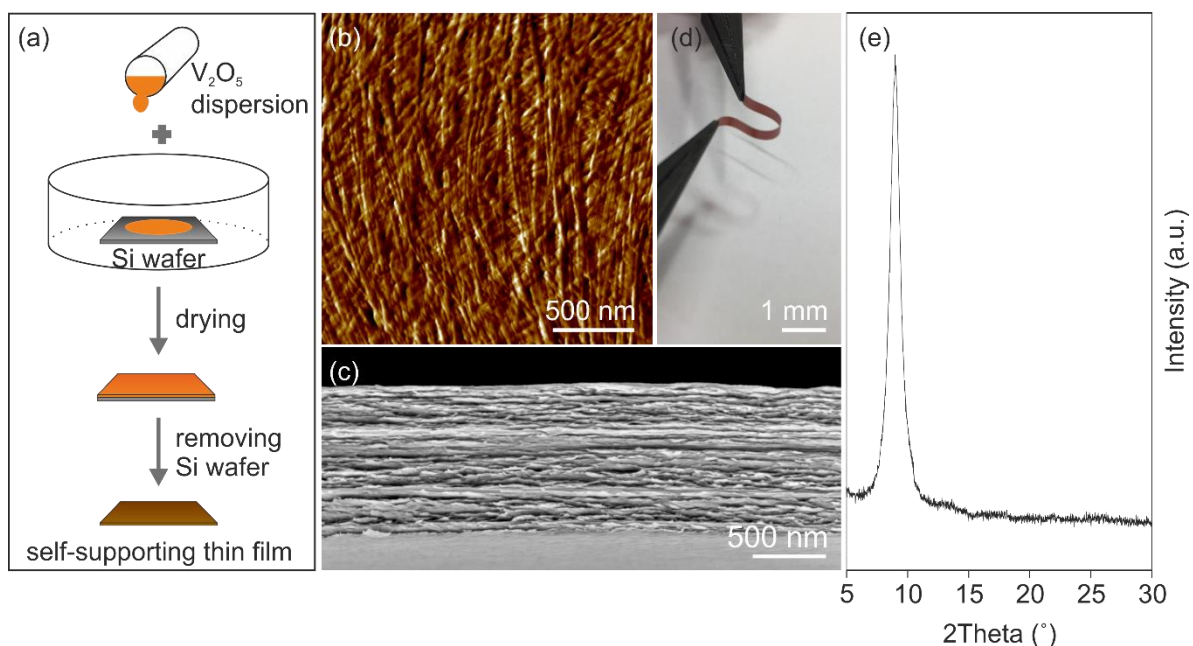 (a)
V₂O₅
dispersion
Si wafer
drying
removing
Si wafer
self-supporting thin film
(b)
500 nm
(c)
500 nm
(d)
1 mm
(e)
Intensity (a.u.)
5 10 15 20 25 30
2Theta (˚)